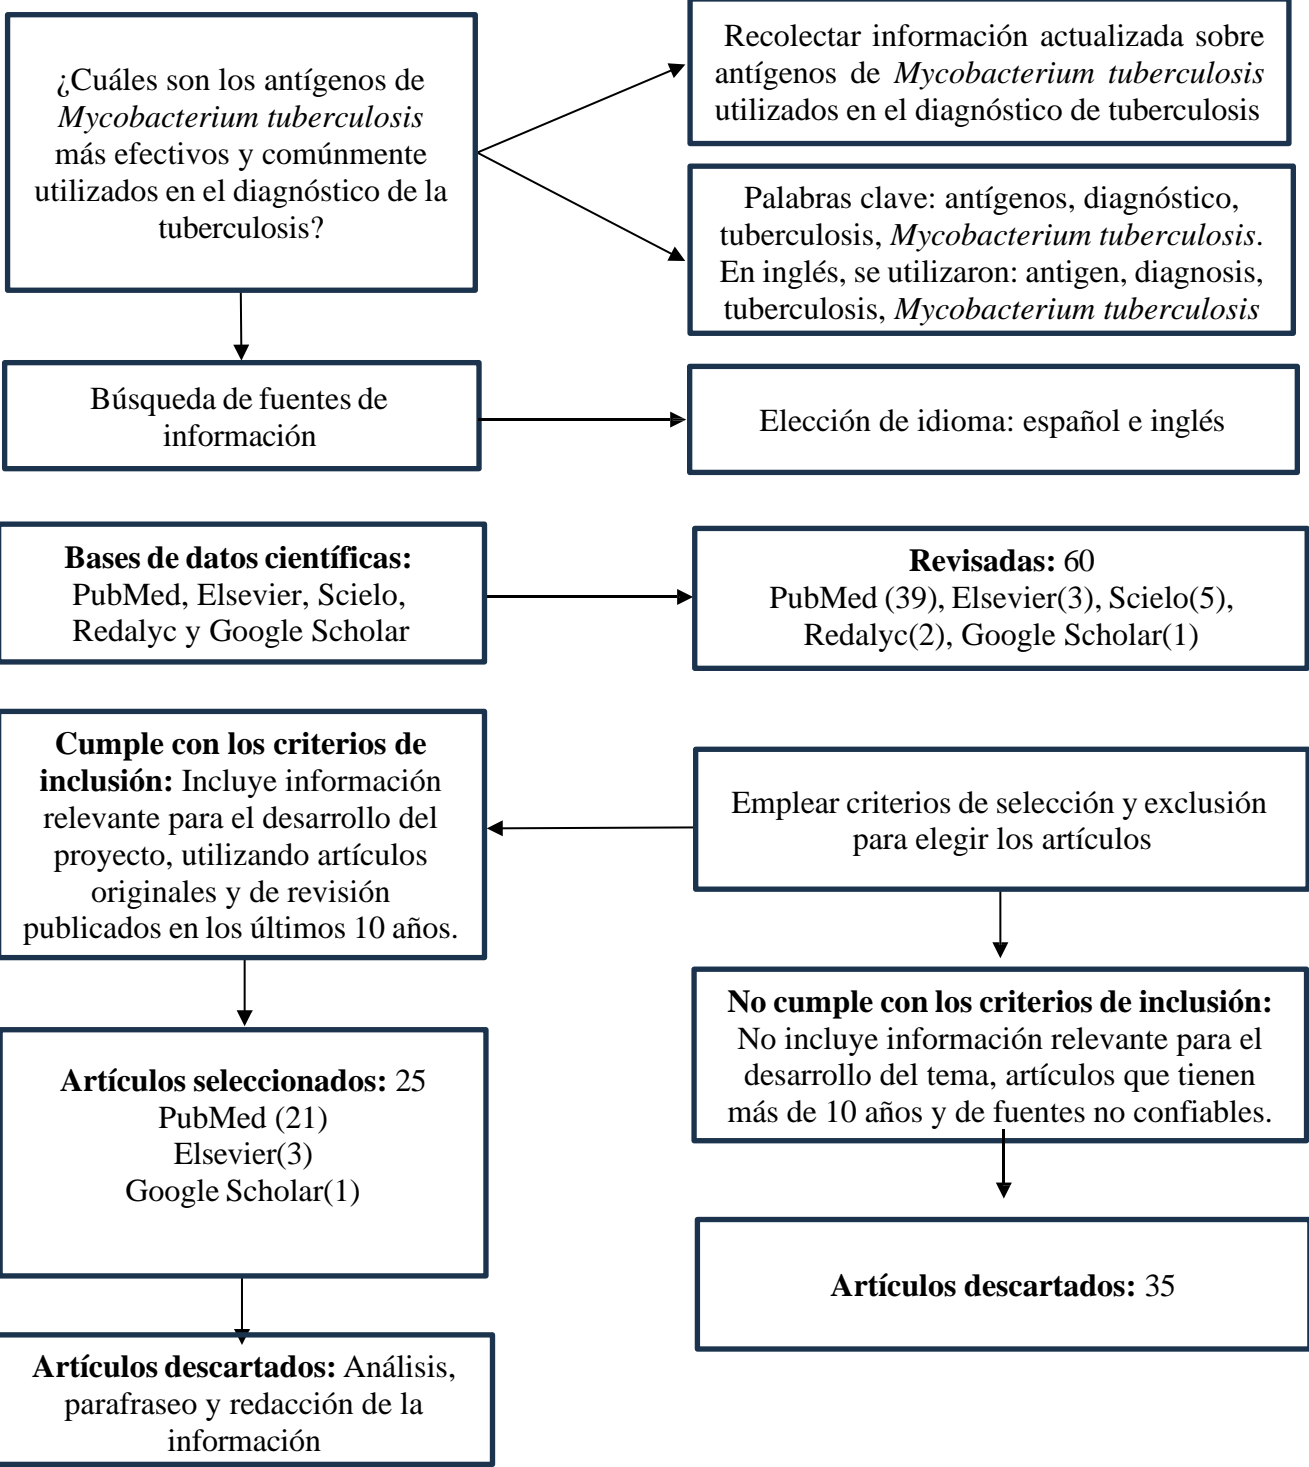 ¿Cuáles son los antígenos de
Mycobacterium tuberculosis
más efectivos y comúnmente
utilizados en el diagnóstico de la
tuberculosis?
Recolectar información actualizada sobre
antígenos de Mycobacterium tuberculosis
utilizados en el diagnóstico de tuberculosis
Palabras clave: antígenos, diagnóstico,
tuberculosis, Mycobacterium tuberculosis.
En inglés, se utilizaron: antigen, diagnosis,
tuberculosis, Mycobacterium tuberculosis
Búsqueda de fuentes de
información
Elección de idioma: español e inglés
Bases de datos científicas:
PubMed, Elsevier, Scielo,
Redalyc y Google Scholar
Revisadas: 60
PubMed (39), Elsevier(3), Scielo(5),
Redalyc(2), Google Scholar(1)
Cumple con los criterios de
inclusión: Incluye información
relevante para el desarrollo del
proyecto, utilizando artículos
originales y de revisión
publicados en los últimos 10 años.
Emplear criterios de selección y exclusión
para elegir los artículos
No cumple con los criterios de inclusión:
No incluye información relevante para el
desarrollo del tema, artículos que tienen
más de 10 años y de fuentes no confiables.
Artículos seleccionados: 25
PubMed (21)
Elsevier(3)
Google Scholar(1)
Artículos descartados: 35
Artículos descartados: Análisis,
parafraseo y redacción de la
información